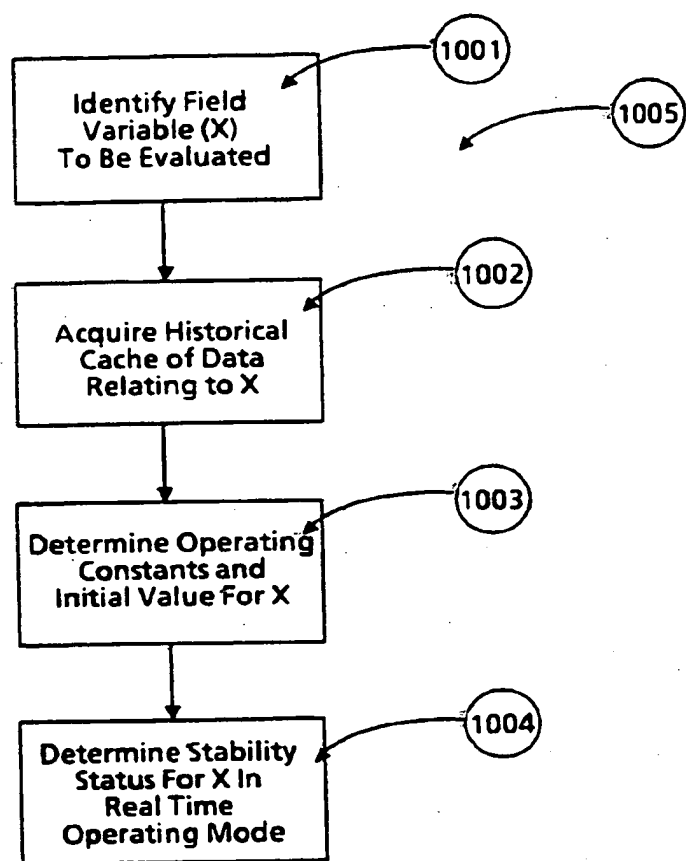 1001
Identify Field
Variable (X)
To Be Evaluated
1005
1002
Acquire Historical
Cache of Data
Relating to X
1003
Determine Operating
Constants and
Initial Value For X
1004
Determine Stability
Status For X In
Real Time
Operating Mode